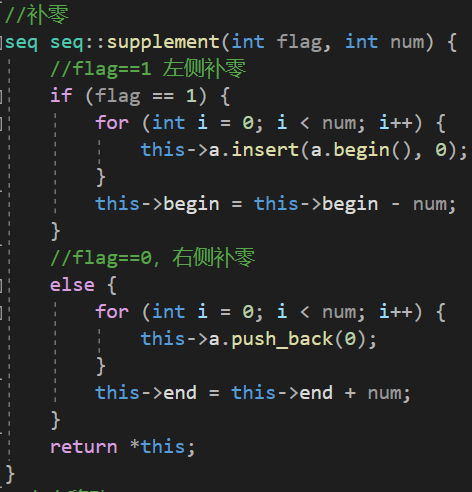 //补零
seq seq::supplement(int flag, int num) {
//flag==1 左侧补零
if (flag == 1) {
for (int i = 0; i < num; i++) {
this->a.insert(a.begin(), 0);
}
this->begin = this->begin - num;
}
//flag==0, 右侧补零
else {
for (int i = 0; i < num; i++) {
this->a.push_back(0);
}
this->end = this->end + num;
}
return *this;
}